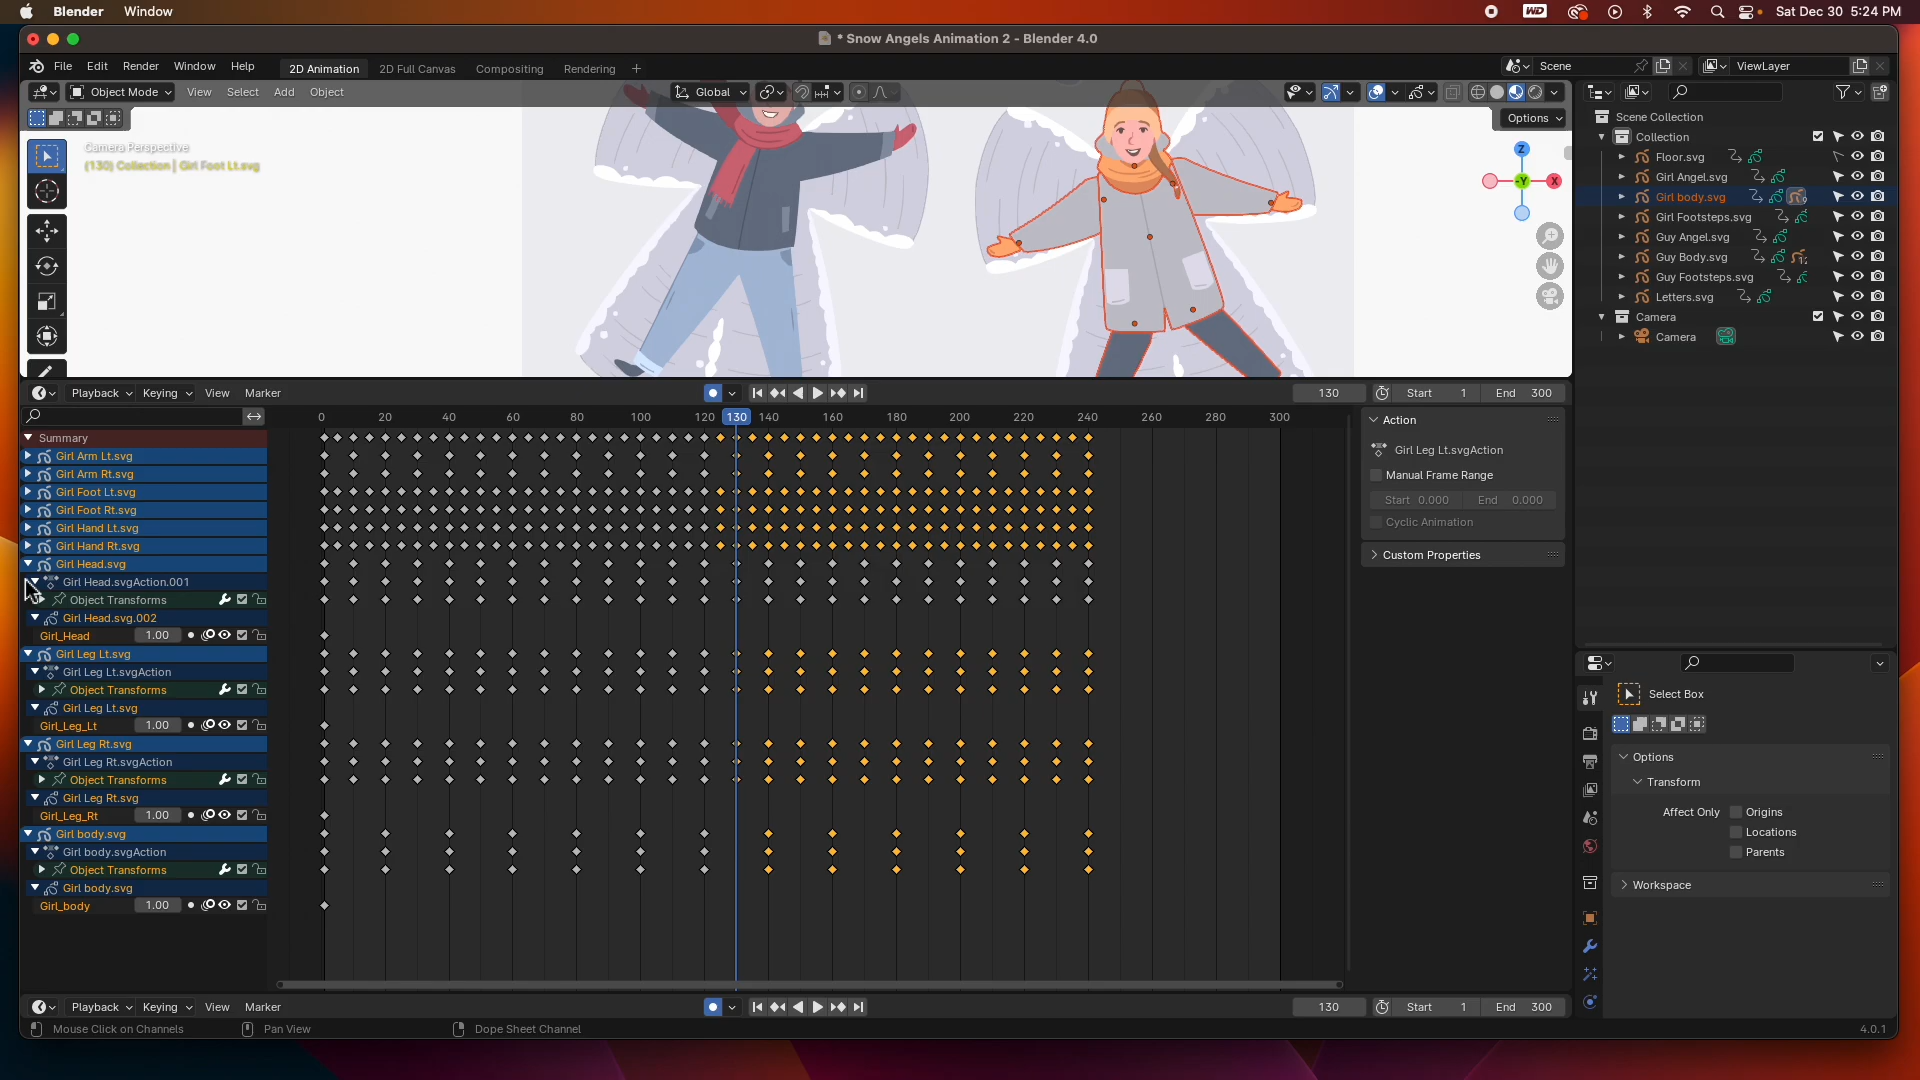 Blender Window Sat Dec 30 5:24 PM
* Snow Angels Animation 2 - Blender 4.0
File Edit Render Window Help 2D Animation 2D Full Canvas Compositing Rendering + Scene ViewLayer
Object Mode View Select Add Object Global
Options
Camera Perspective
(130) Collection | Girl Foot Lt.svg
Z
-Y
X
Scene Collection
Collection
Floor.svg
Girl Angel.svg
Girl body.svg
Girl Footsteps.svg
Guy Angel.svg
Guy Body.svg
Guy Footsteps.svg
Letters.svg
Camera
Camera
Playback Keying View Marker 130 Start 1 End 300
0 20 40 60 80 100 120 130 140 160 180 200 220 240 260 280 300
Summary
Girl Arm Lt.svg
Girl Arm Rt.svg
Girl Foot Lt.svg
Girl Foot Rt.svg
Girl Hand Lt.svg
Girl Hand Rt.svg
Girl Head.svg
Girl Head.svgAction.001
Object Transforms
Girl Head.svg.002
Girl_Head 1.00
Girl Leg Lt.svg
Girl Leg Lt.svgAction
Object Transforms
Girl Leg Lt.svg
Girl_Leg_Lt 1.00
Girl Leg Rt.svg
Girl Leg Rt.svgAction
Object Transforms
Girl Leg Rt.svg
Girl_Leg_Rt 1.00
Girl body.svg
Girl body.svgAction
Object Transforms
Girl body.svg
Girl_body 1.00
Action
Girl Leg Lt.svgAction
Manual Frame Range
Start 0.000 End 0.000
Cyclic Animation
Custom Properties
Select Box
Options
Transform
Affect Only Origins
Locations
Parents
Workspace
Playback Keying View Marker 130 Start 1 End 300
Mouse Click on Channels Pan View Dope Sheet Channel 4.0.1